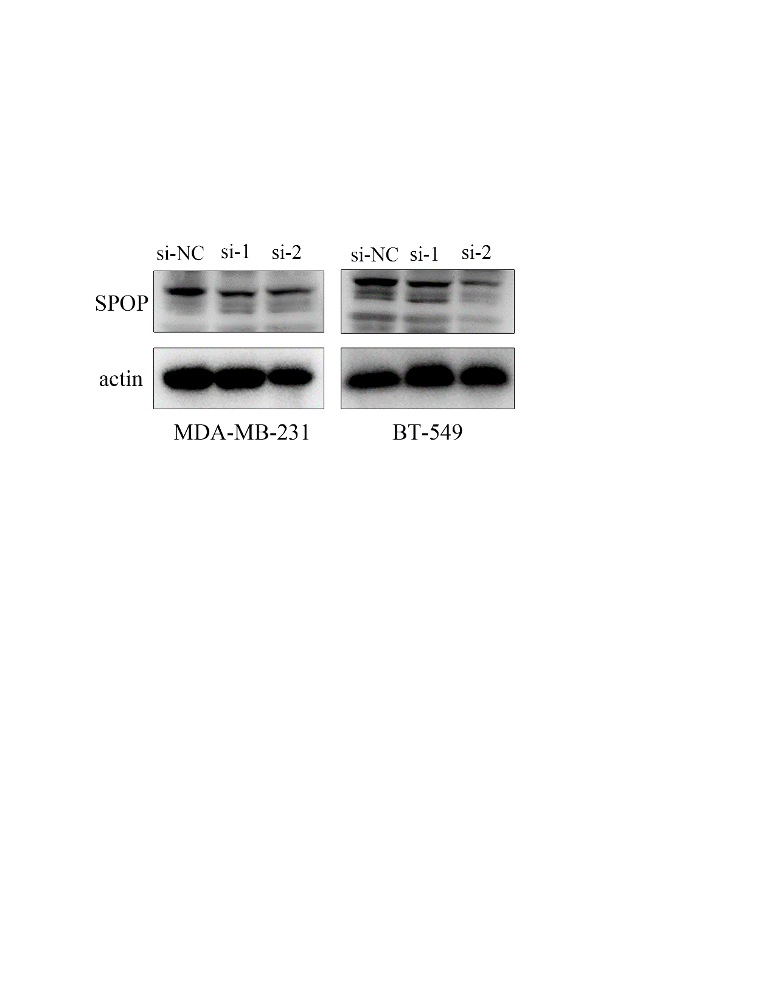 si-NC si-1 si-2 si-NC si-1 si-2
SPOP
actin
MDA-MB-231 BT-549